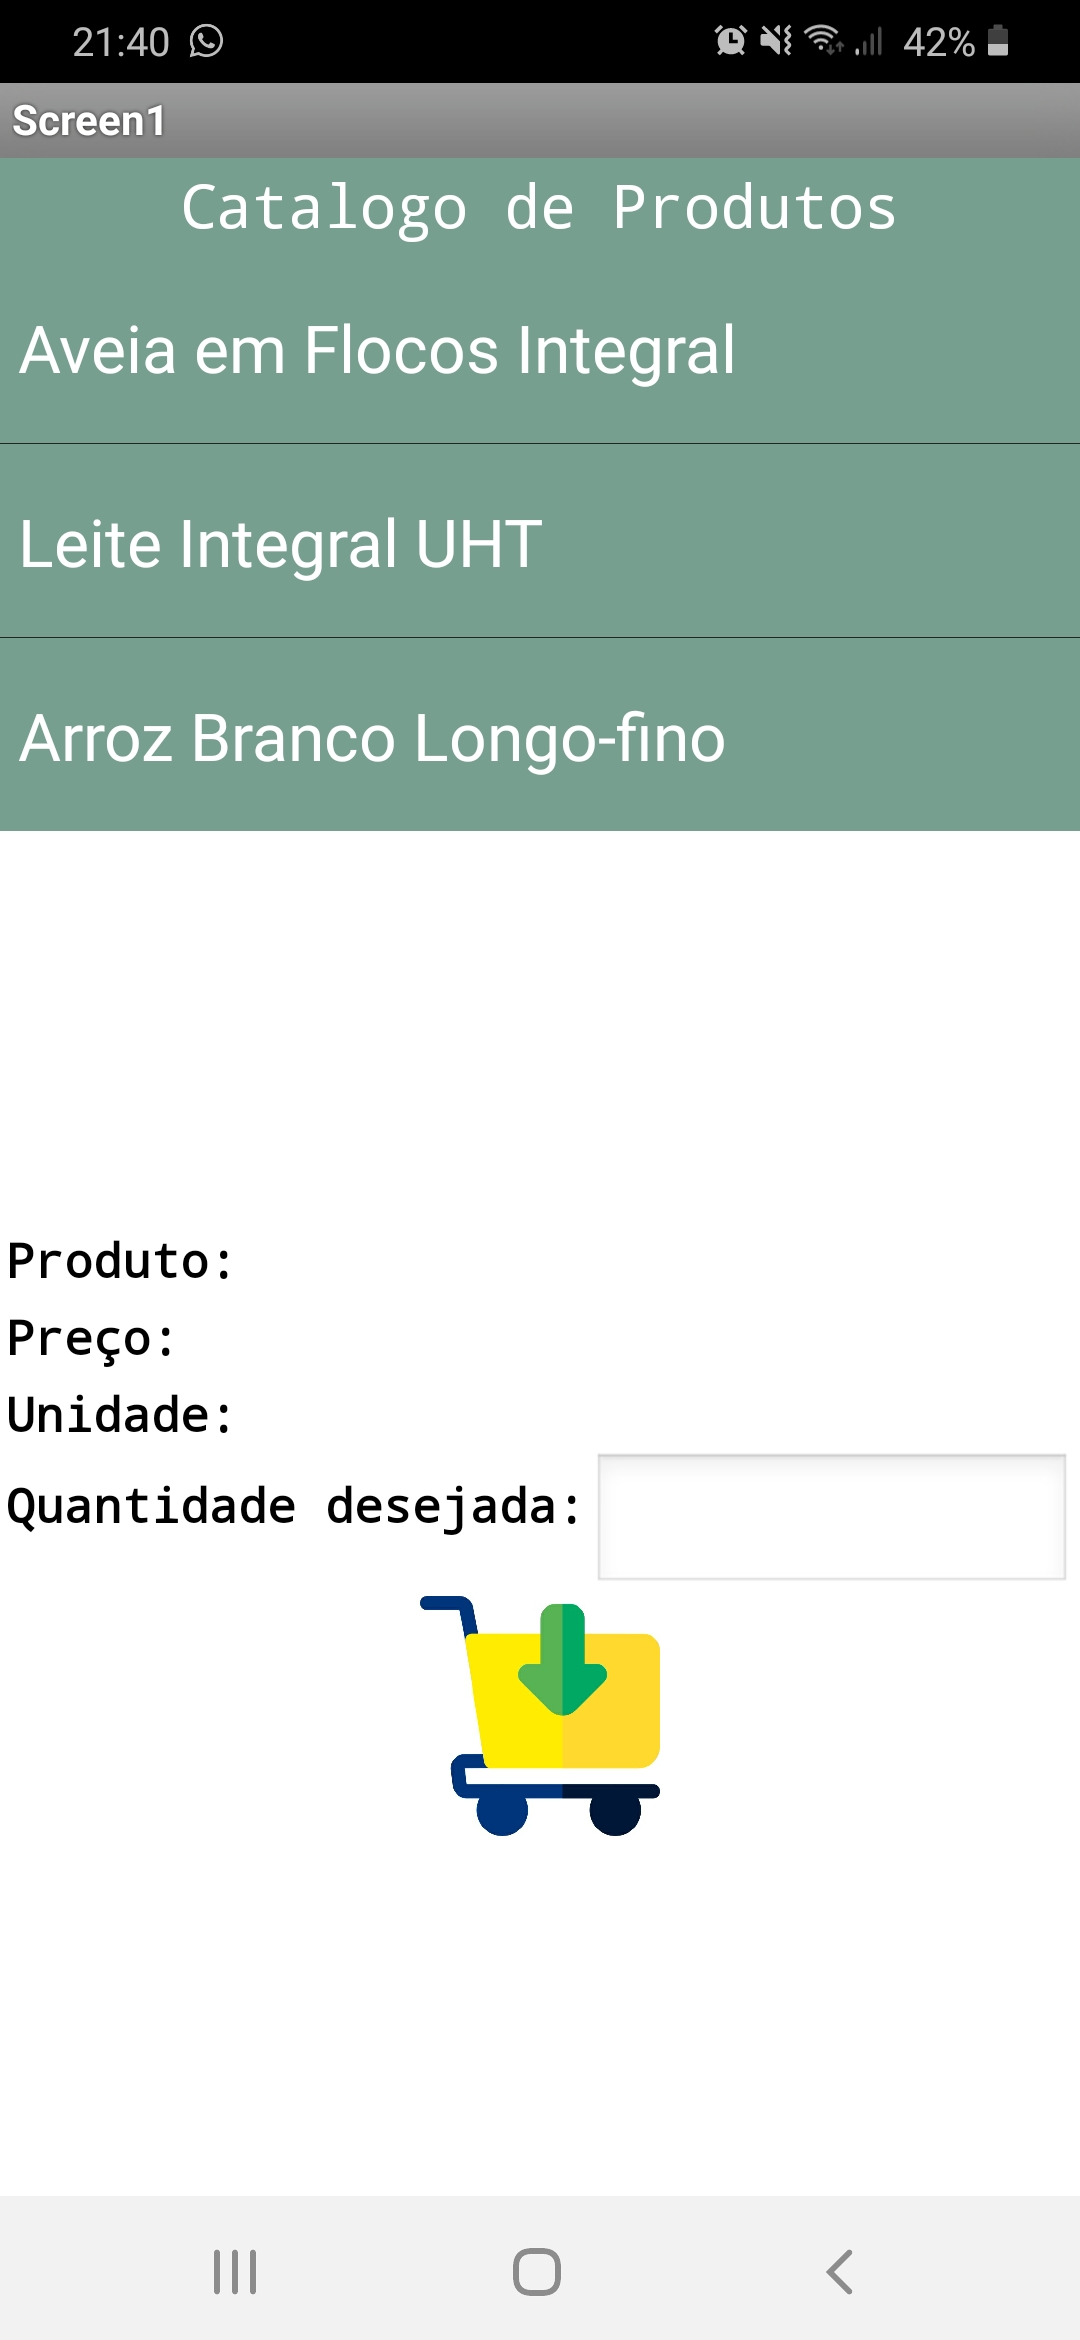 21:40
42%
Screen1
Catalogo de Produtos
Aveia em Flocos Integral
Leite Integral UHT
Arroz Branco Longo-fino
Produto:
Preço:
Unidade:
Quantidade desejada: